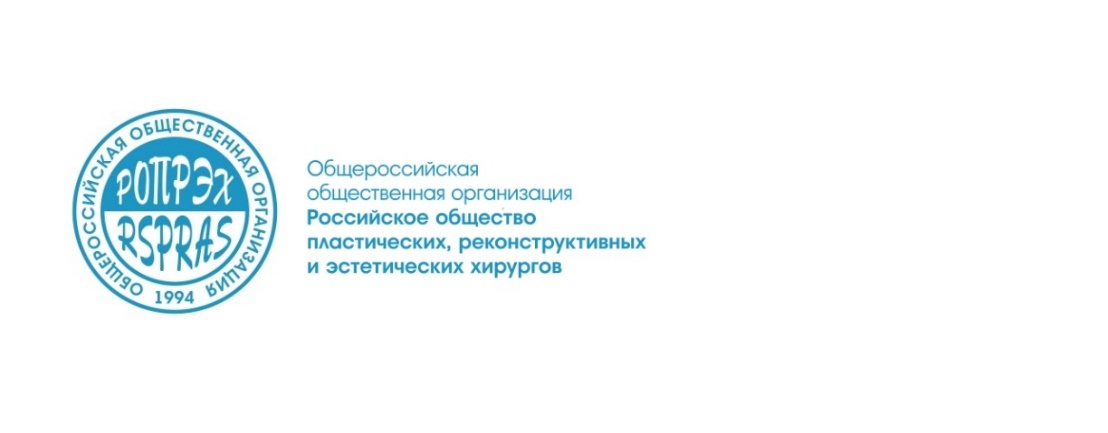 ОБЩЕРОССИЙСКАЯ ОБЩЕСТВЕННАЯ ОРГАНИЗАЦИЯ
РОПРЭХ
RSPRAS
1994
Общероссийская
общественная организация
Российское общество
пластических, реконструктивных
и эстетических хирургов